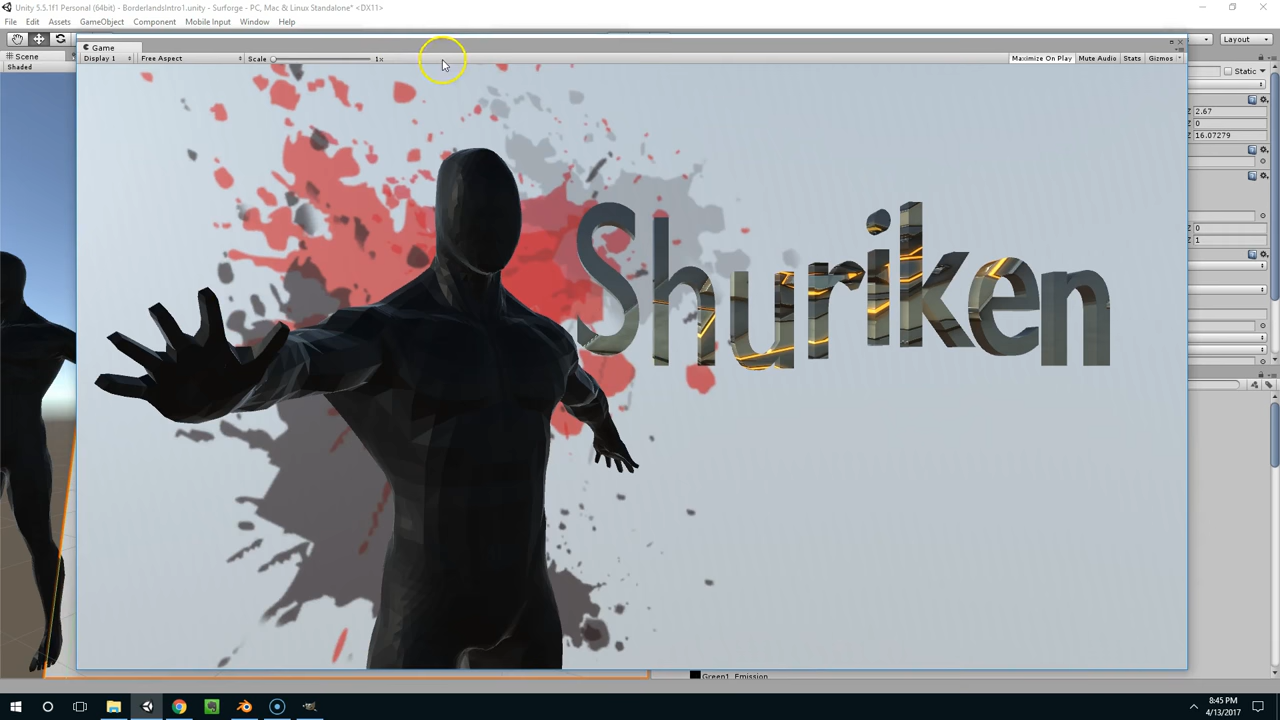 Unity 5.5.1f1 Personal (64bit) - BorderlandsIntro1.unity - Surforge - PC, Mac & Linux Standalone* <DX11>
File Edit Assets GameObject Component Mobile Input Window Help
Layout
Scene
Shaded
Game
Display 1 Free Aspect Scale 1x Maximize On Play Mute Audio Stats Gizmos
Static
Z 2.67
Z 0
Z 16.07279
0
1
Shuriken
Green1_Emission
8:45 PM
4/13/2017